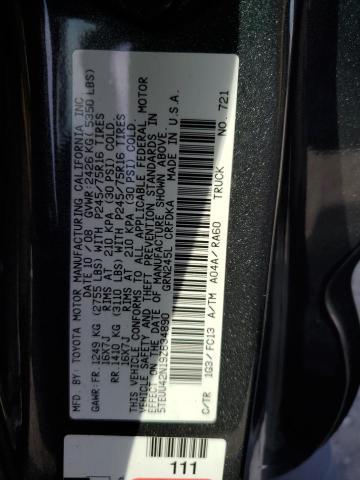 MFD. BY: TOYOTA MOTOR MANUFACTURING CALIFORNIA INC
DATE 10/08 GVWR 2426 KG (5350 LBS)
GAWR: FR 1249 KG (2755 LBS) WITH P245/75R16 TIRES
16X7J RIMS AT 210 KPA (30 PSI) COLD.
RR 1410 KG (3110 LBS) WITH P245/75R16 TIRES
16X7J RIMS AT 210 KPA (30 PSI) COLD.
THIS VEHICLE CONFORMS TO ALL APPLICABLE FEDERAL MOTOR
VEHICLE SAFETY AND THEFT PREVENTION STANDARDS IN
EFFECT ON THE DATE OF MANUFACTURE SHOWN ABOVE.
5TEUU42N19Z634890 GRN245L CRPDKA MADE IN U.S.A.
TRUCK
C/TR 1G3/FC13 A/TM A04A/RA60 NO. 721
111